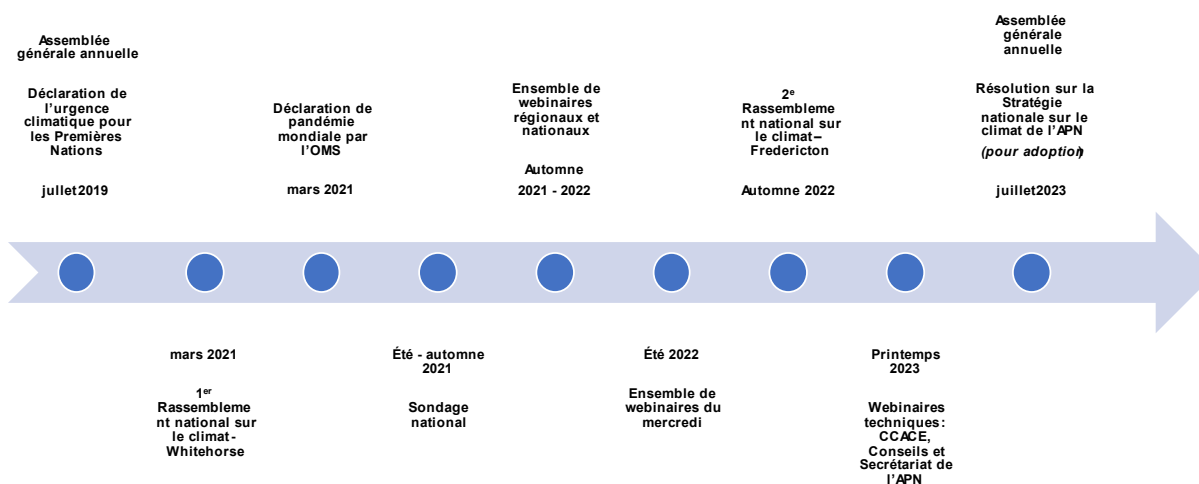 Assemblée
générale annuelle
Déclaration de
l'urgence
climatique pour
les Premières
Nations
jullet2019
Déclaration de
pandémie
mondiale par
l'OMS
mars 2021
Ensemble de
webinaires
régionaux et
nationaux
Automne
2021 - 2022
2e
Rassembleme
nt national sur
le climat–
Fredericton
Automne 2022
Assemblée
générale
annuelle
Résolution sur la
Stratégie
nationale sur le
climat de l'APN
(pour adoption)
juillet2023
mars 2021
1er
Rassembleme
nt national sur
le climat-
Whitehorse
Été - automne
2021
Sondage
national
Été 2022
Ensemble de
webinaires du
mercredi
Printemps
2023
Webinaires
techniques:
CCACE,
Conseils et
Secrétariat de
l'APN